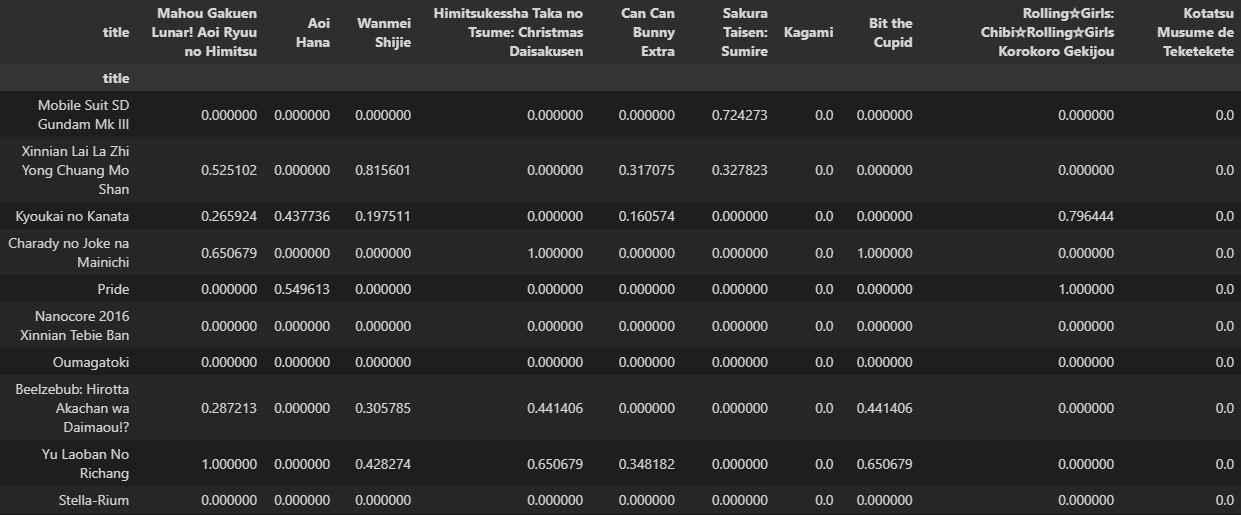 title Mahou Gakuen Lunar! Aoi Ryuu no Himitsu Aoi Hana Wanmei Shijie Himitsukessha Taka no Tsume: Christmas Daisakusen Can Can Bunny Extra Sakura Taisen: Sumire Kagami Bit the Cupid Rolling☆Girls: Chibi☆Rolling☆Girls Korokoro Gekijou Kotatsu Musume de Teketekete
title
Mobile Suit SD Gundam Mk III 0.000000 0.000000 0.000000 0.000000 0.000000 0.724273 0.0 0.000000 0.000000 0.0
Xinnian Lai La Zhi Yong Chuang Mo Shan 0.525102 0.000000 0.815601 0.000000 0.317075 0.327823 0.0 0.000000 0.000000 0.0
Kyoukai no Kanata 0.265924 0.437736 0.197511 0.000000 0.160574 0.000000 0.0 0.000000 0.796444 0.0
Charady no Joke na Mainichi 0.650679 0.000000 0.000000 1.000000 0.000000 0.000000 0.0 1.000000 0.000000 0.0
Pride 0.000000 0.549613 0.000000 0.000000 0.000000 0.000000 0.0 0.000000 1.000000 0.0
Nanocore 2016 Xinnian Tebie Ban 0.000000 0.000000 0.000000 0.000000 0.000000 0.000000 0.0 0.000000 0.000000 0.0
Oumagatoki 0.000000 0.000000 0.000000 0.000000 0.000000 0.000000 0.0 0.000000 0.000000 0.0
Beelzebub: Hirotta Akachan wa Daimaou!? 0.287213 0.000000 0.305785 0.441406 0.000000 0.000000 0.0 0.441406 0.000000 0.0
Yu Laoban No Richang 1.000000 0.000000 0.428274 0.650679 0.348182 0.000000 0.0 0.650679 0.000000 0.0
Stella-Rium 0.000000 0.000000 0.000000 0.000000 0.000000 0.000000 0.0 0.000000 0.000000 0.0